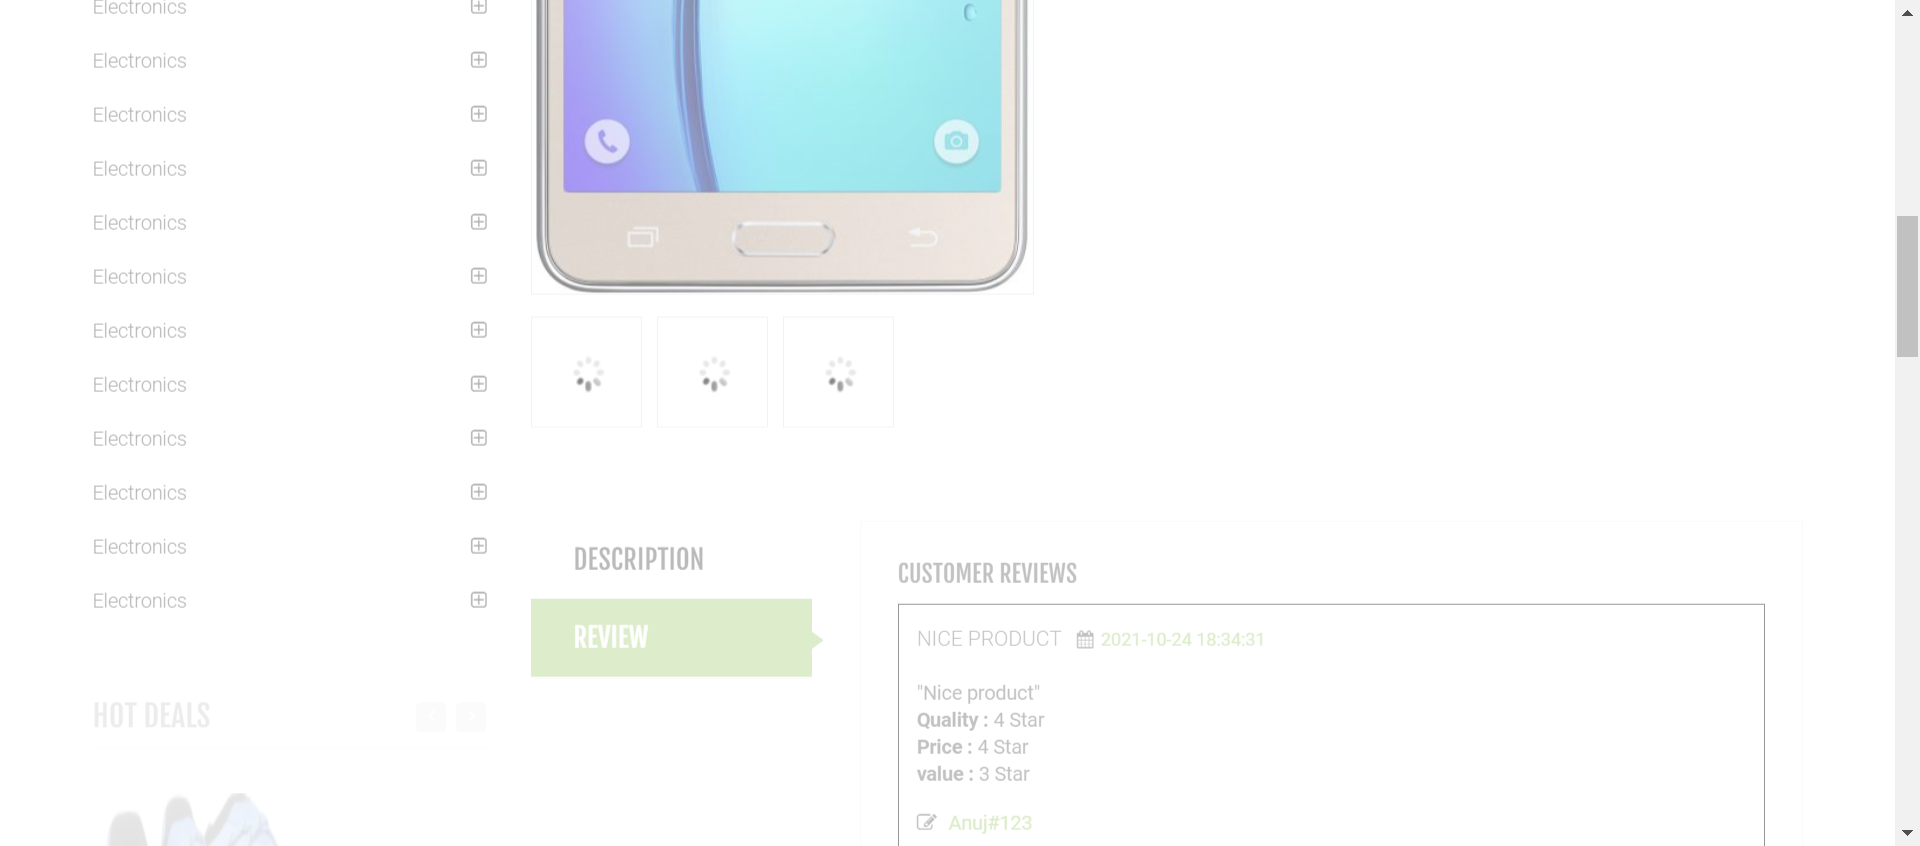 Electronics
Electronics
Electronics
Electronics
Electronics
Electronics
Electronics
Electronics
Electronics
Electronics
Electronics
Electronics
HOT DEALS
DESCRIPTION
REVIEW
CUSTOMER REVIEWS
NICE PRODUCT 2021-10-24 18:34:31
"Nice product"
Quality : 4 Star
Price : 4 Star
value : 3 Star
Anuj#123